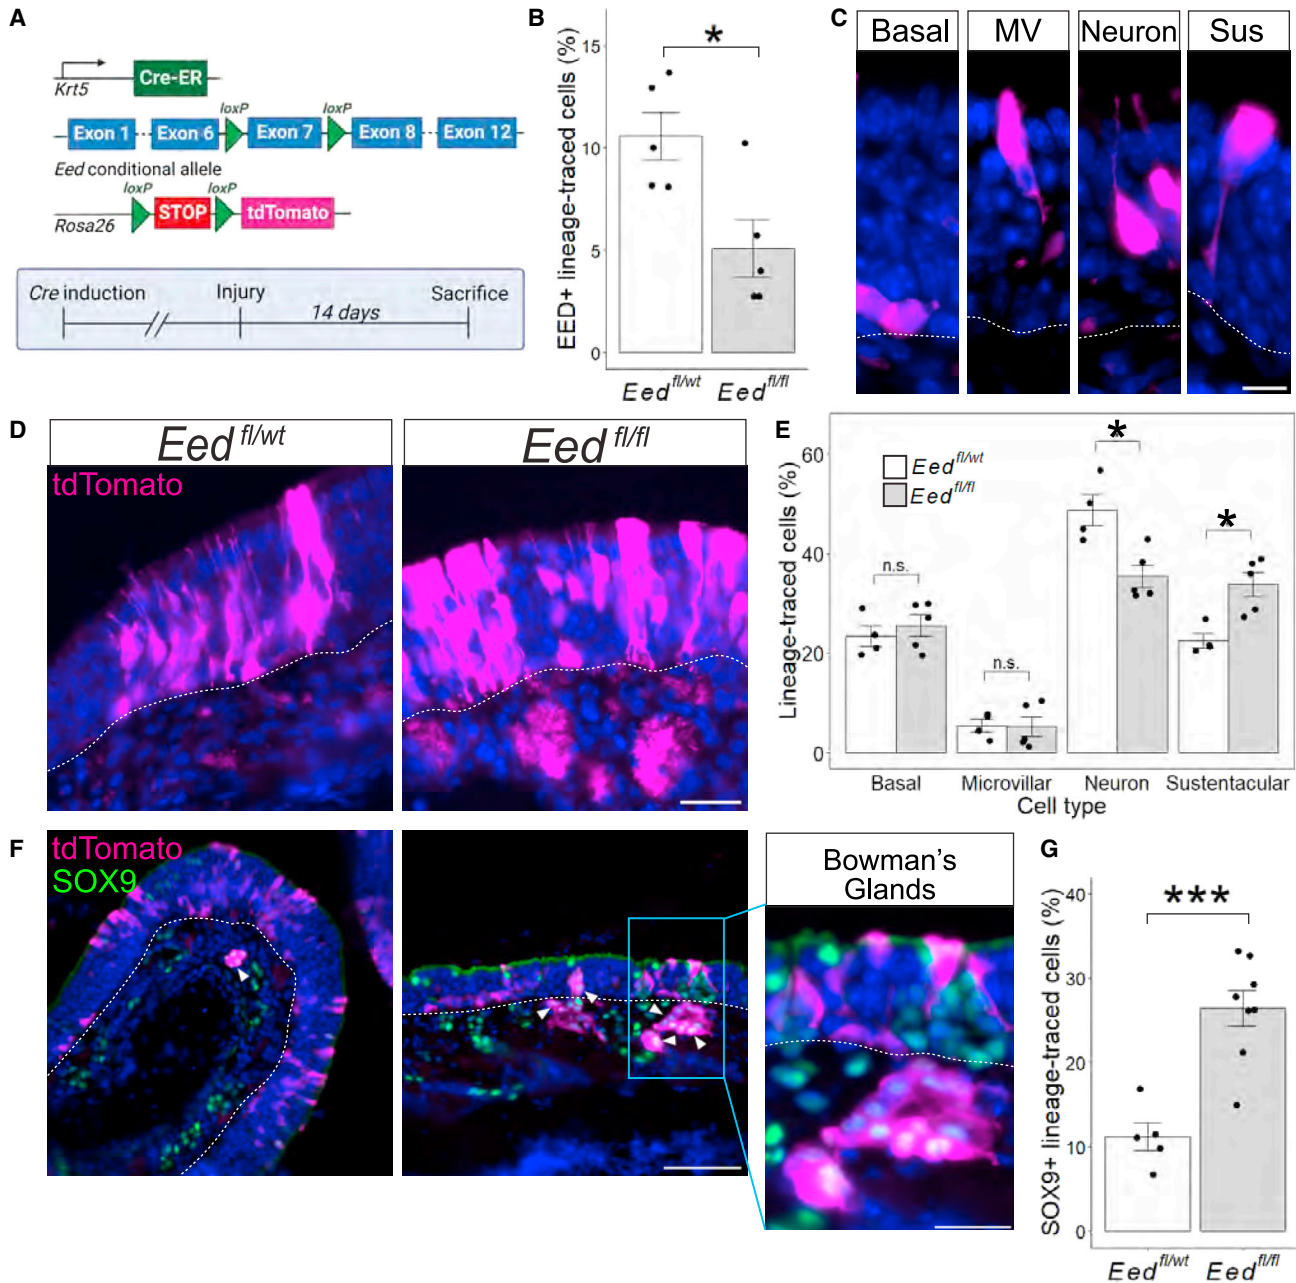 A
Krt5
Cre-ER
loxP
loxP
Exon 1
Exon 6
Exon 7
Exon 8
Exon 12
Eed conditional allele
loxP
loxP
Rosa26
STOP
tdTomato
Cre induction
Injury
14 days
Sacrifice
B
EED+ lineage-traced cells (%)
15
10
5
0
*
Eed fl/wt
Eed fl/fl
C
Basal
MV
Neuron
Sus
D
Eed fl/wt
Eed fl/fl
tdTomato
E
Lineage-traced cells (%)
60
40
20
0
Eed fl/wt
Eed fl/fl
n.s.
n.s.
*
*
Basal
Microvillar
Neuron
Sustentacular
Cell type
F
tdTomato
SOX9
Bowman's
Glands
G
SOX9+ lineage-traced cells (%)
40
30
20
10
0
***
Eed fl/wt
Eed fl/fl